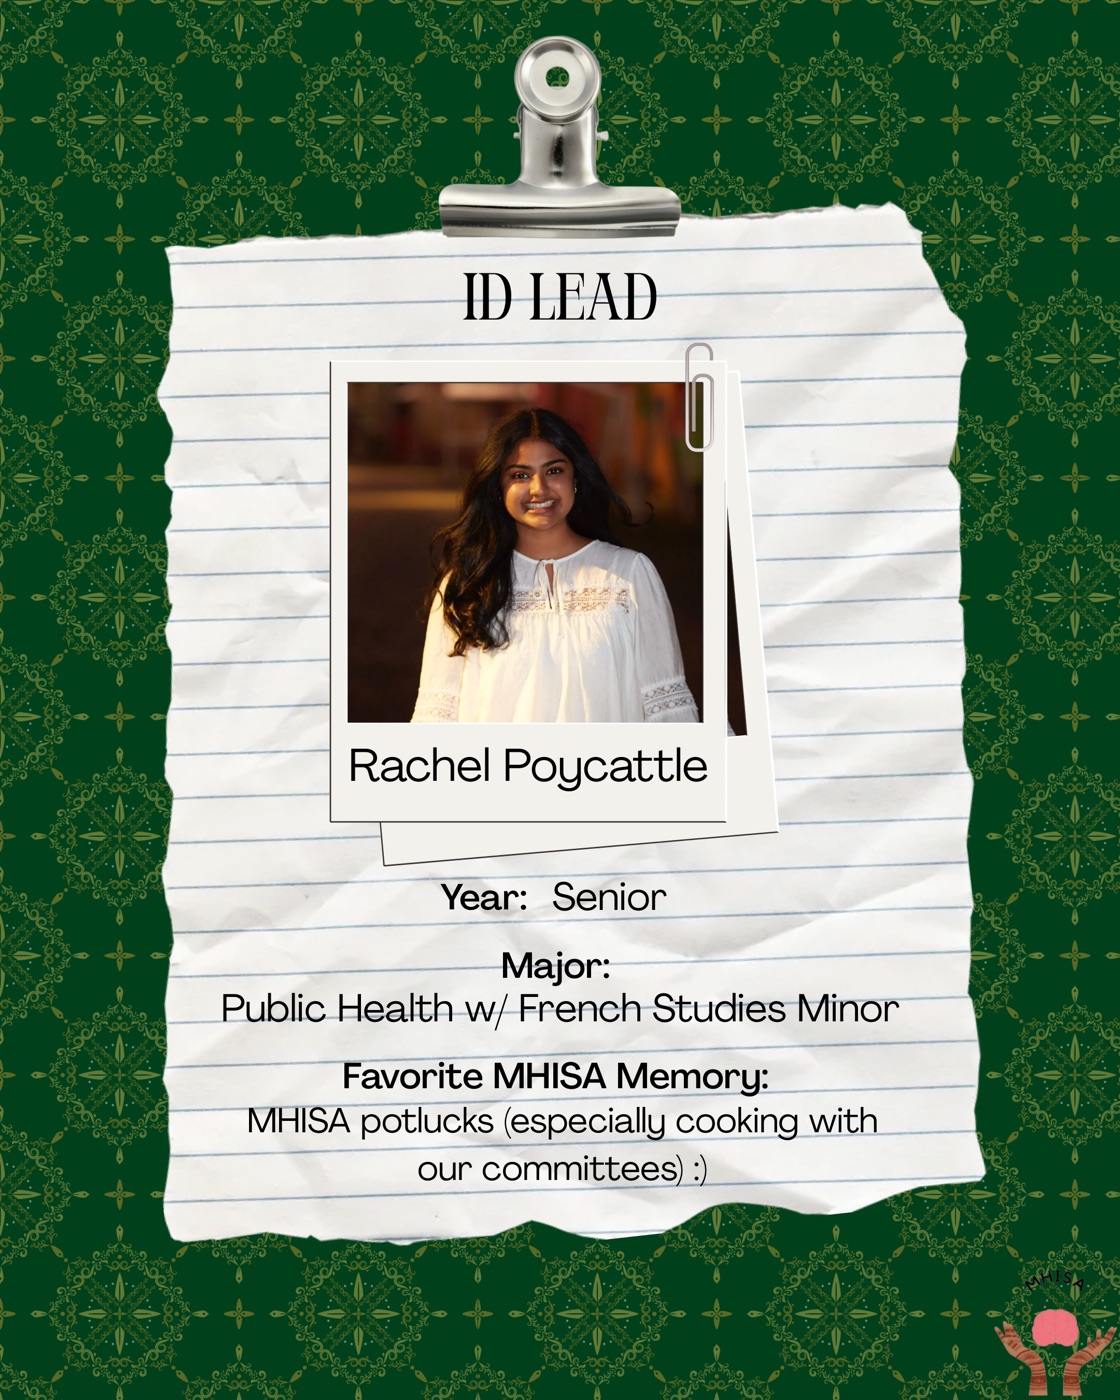 ID LEAD
Rachel Poycattle
Year: Senior
Major:
Public Health w/ French Studies Minor
Favorite MHISA Memory:
MHISA potlucks (especially cooking with
our committees) :)
MHISA